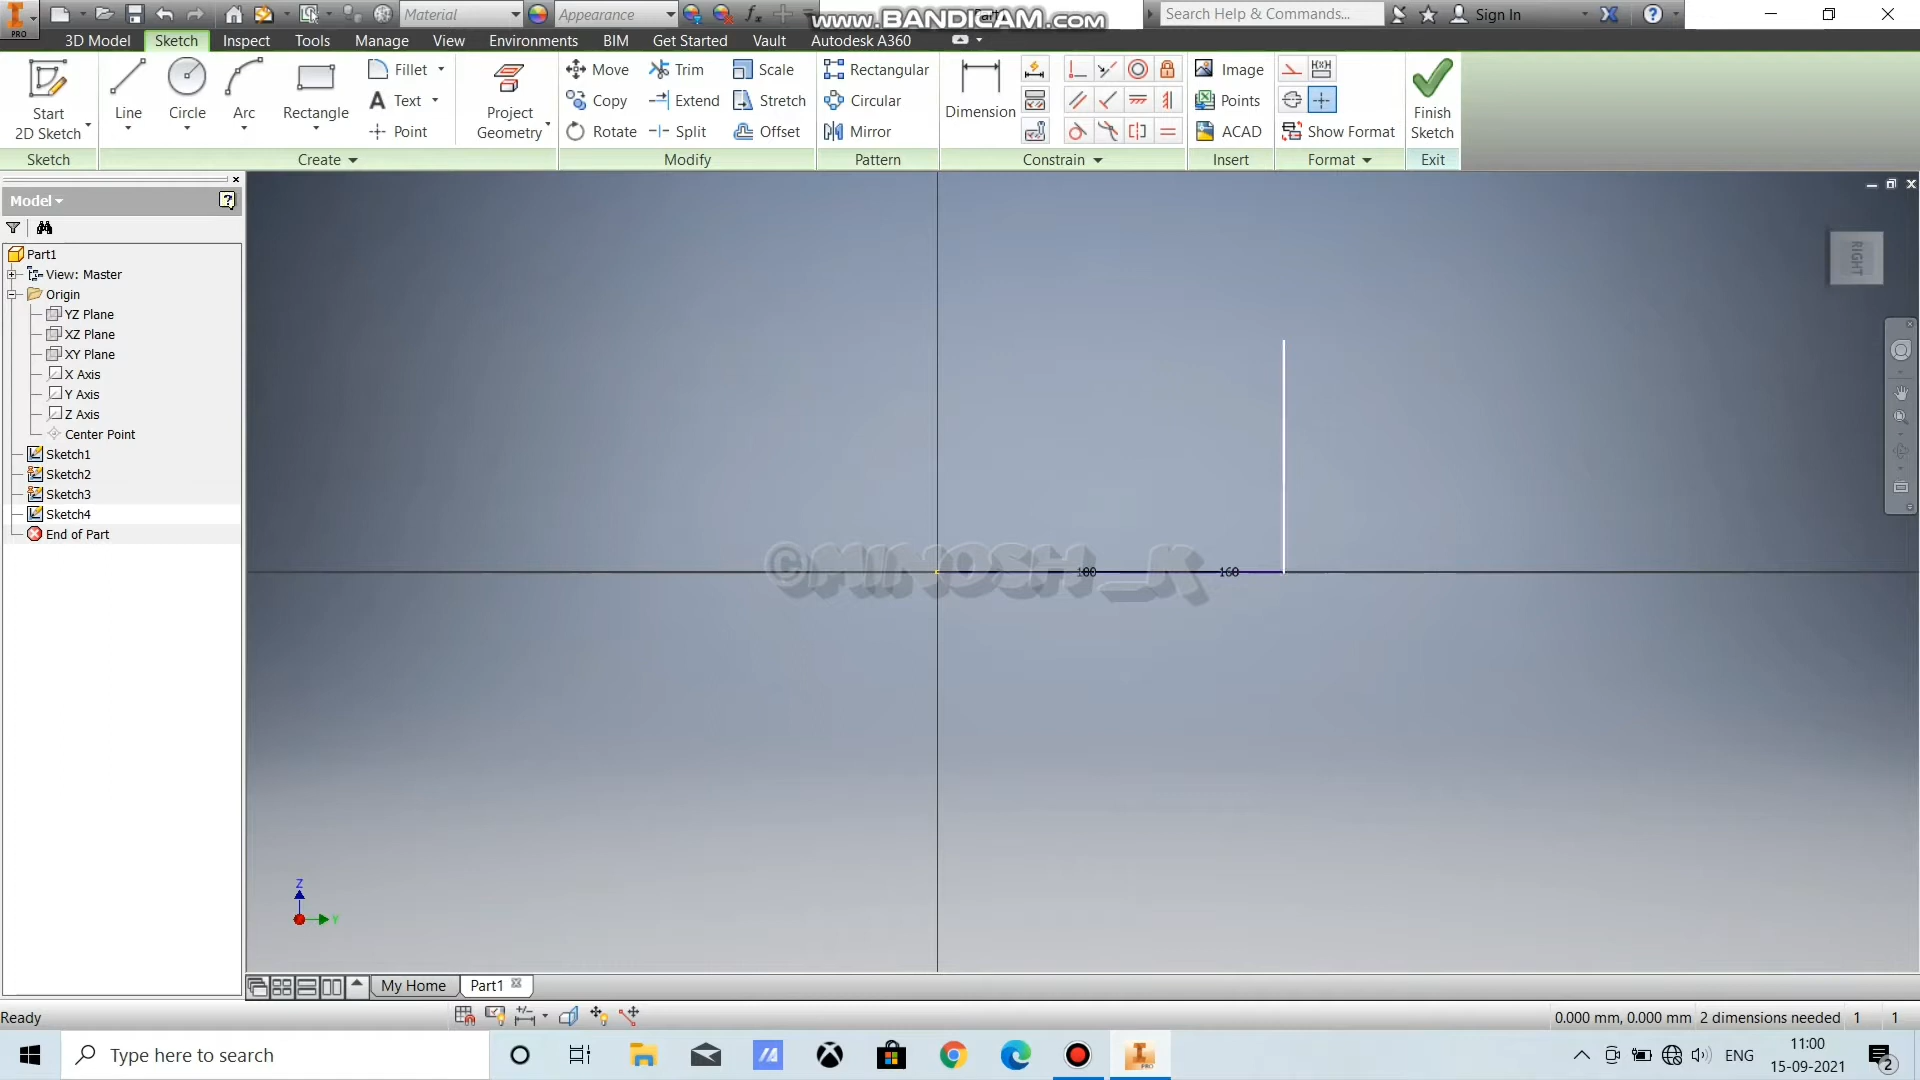 PRO
Material
Appearance
fx
Part1
www.BANDICAM.com
Search Help & Commands...
Sign In
3D Model
Sketch
Inspect
Tools
Manage
View
Environments
BIM
Get Started
Vault
Autodesk A360
Start
2D Sketch
Line
Circle
Arc
Rectangle
Fillet
Text
Point
Project
Geometry
Move
Copy
Rotate
Trim
Extend
Split
Scale
Stretch
Offset
Rectangular
Circular
Mirror
Dimension
Image
Points
ACAD
Show Format
Finish
Sketch
Sketch
Create
Modify
Pattern
Constrain
Insert
Format
Exit
Model
Part1
View: Master
Origin
YZ Plane
XZ Plane
XY Plane
X Axis
Y Axis
Z Axis
Center Point
Sketch1
Sketch2
Sketch3
Sketch4
End of Part
RIGHT
©MINOSH_K
100
160
Z
Y
My Home
Part1
Ready
0.000 mm, 0.000 mm
2 dimensions needed
1
1
Type here to search
PRO
ENG
11:00
15-09-2021
2